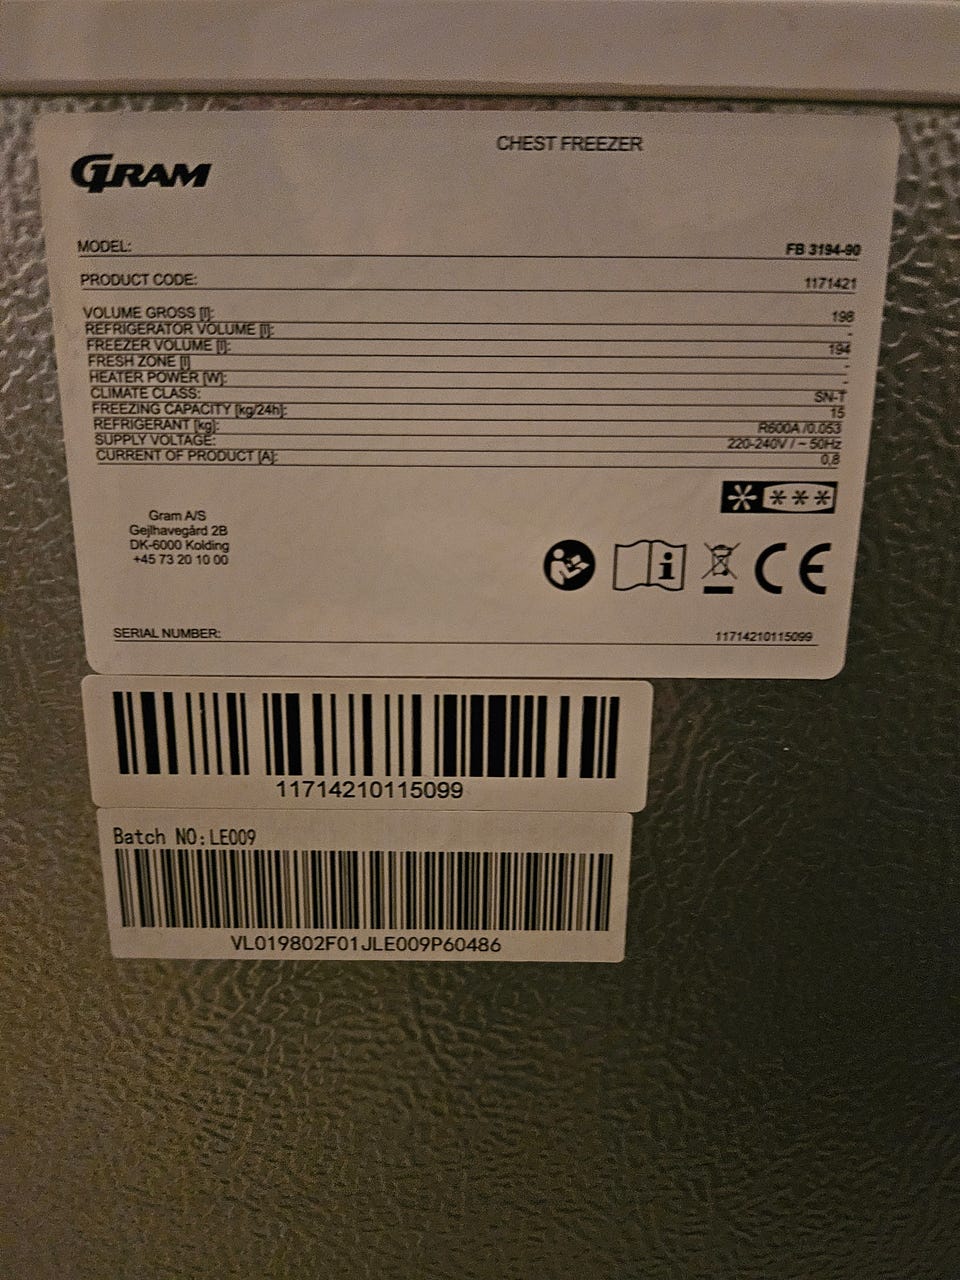 GRAM
CHEST FREEZER
MODEL: FB 3194-90
PRODUCT CODE: 1171421
VOLUME GROSS [l]: 198
REFRIGERATOR VOLUME [l]: -
FREEZER VOLUME [l]: 194
FRESH ZONE [l] -
HEATER POWER [W]: -
CLIMATE CLASS: SN-T
FREEZING CAPACITY [kg/24h]: 15
REFRIGERANT [kg]: R600A /0.053
SUPPLY VOLTAGE: 220-240V / ~ 50Hz
CURRENT OF PRODUCT [A]: 0,8
Gram A/S
Gejlhavegård 2B
DK-6000 Kolding
+45 73 20 10 00
CE
SERIAL NUMBER: 11714210115099
11714210115099
Batch NO:LE009
VL019802F01JLE009P60486